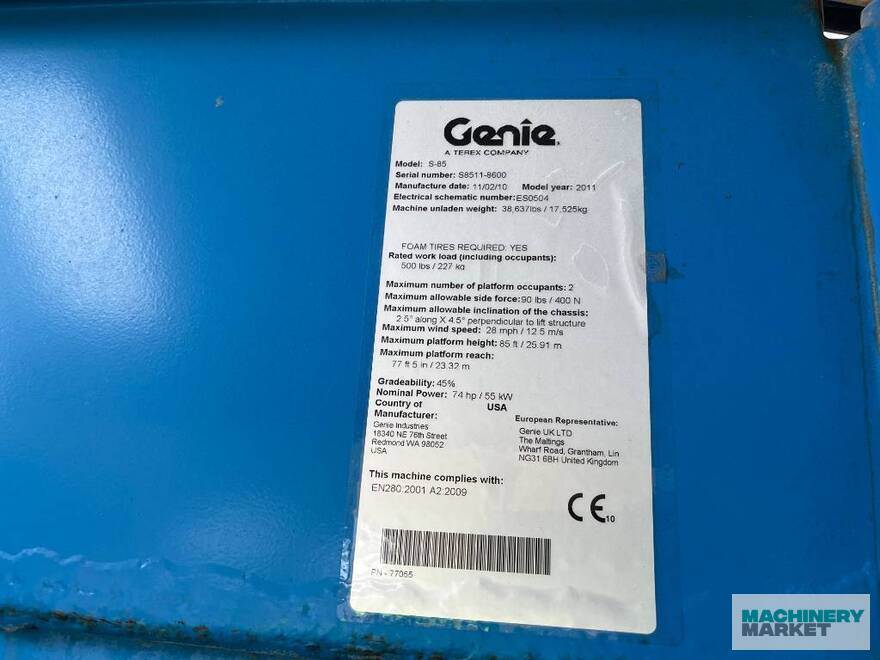 Genie
A TEREX COMPANY
Model: S-85
Serial number: S8511-8600
Manufacture date: 11/02/10 Model year: 2011
Electrical schematic number: ES0504
Machine unladen weight: 38,637lbs / 17,525kg
FOAM TIRES REQUIRED: YES
Rated work load (including occupants):
500 lbs / 227 kg
Maximum number of platform occupants: 2
Maximum allowable side force: 90 lbs / 400 N
Maximum allowable inclination of the chassis:
2.5° along X 4.5° perpendicular to lift structure
Maximum wind speed: 28 mph / 12.5 m/s
Maximum platform height: 85 ft / 25.91 m
Maximum platform reach:
77 ft 5 in / 23.32 m
Gradeability: 45%
Nominal Power: 74 hp / 55 kW
Country of USA
Manufacturer:
Genie Industries
18340 NE 76th Street
Redmond WA 98052
USA
European Representative:
Genie UK LTD
The Maltings
Wharf Road, Grantham, Lin
NG31 6BH United Kingdom
This machine complies with:
EN280:2001 A2:2009
CE 10
PN - 77055
MACHINERY
MARKET